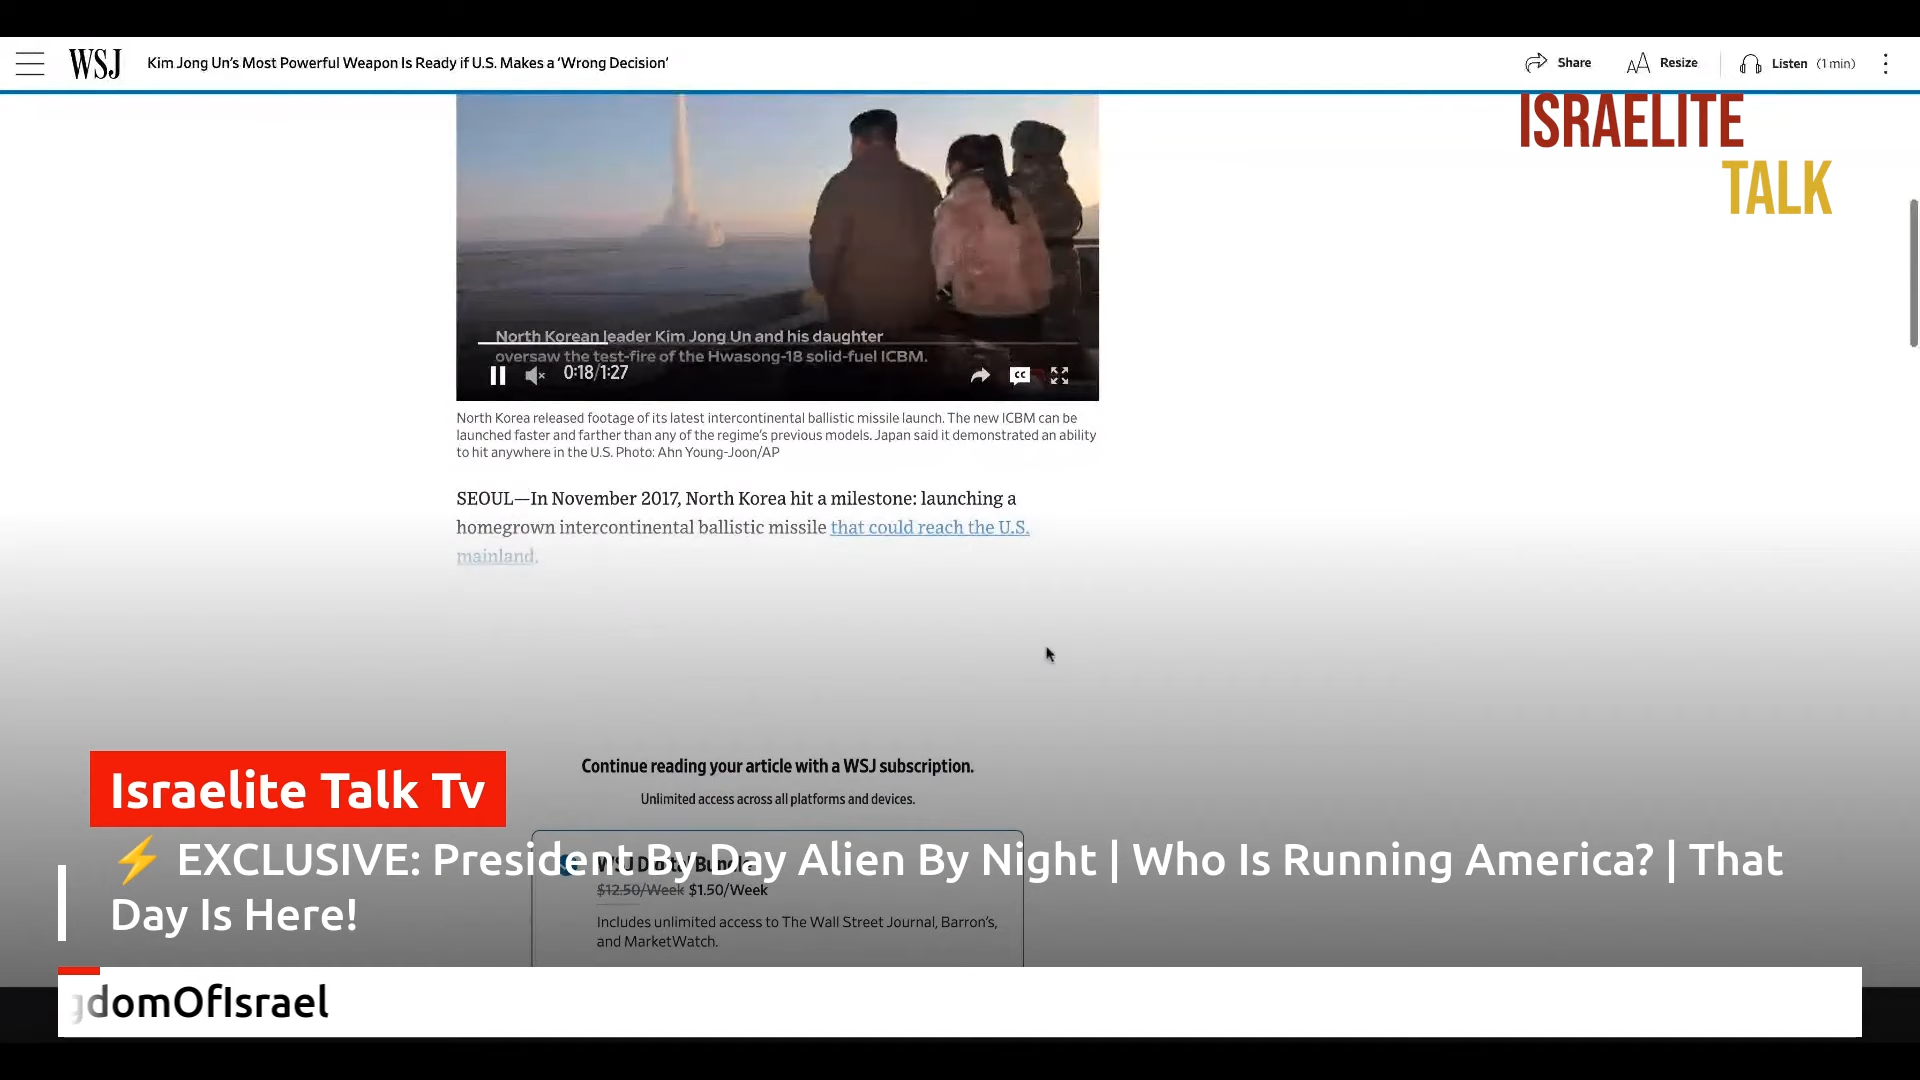 WSJ
Kim Jong Un's Most Powerful Weapon Is Ready if U.S. Makes a 'Wrong Decision'
Share
AA Resize
Listen (1 min)
ISRAELITE
TALK
North Korean leader Kim Jong Un and his daughter
oversaw the test-fire of the Hwasong-18 solid-fuel ICBM.
0:18/1:27
CC
North Korea released footage of its latest intercontinental ballistic missile launch. The new ICBM can be
launched faster and farther than any of the regime's previous models. Japan said it demonstrated an ability
to hit anywhere in the U.S. Photo: Ahn Young-Joon/AP
SEOUL—In November 2017, North Korea hit a milestone: launching a
homegrown intercontinental ballistic missile that could reach the U.S.
mainland.
Continue reading your article with a WSJ subscription.
Unlimited access across all platforms and devices.
Israelite Talk Tv
⚡ EXCLUSIVE: President By Day Alien By Night | Who Is Running America? | That
Day Is Here!
WSJ Digital Bundle
$12.50/Week $1.50/Week
Includes unlimited access to The Wall Street Journal, Barron's,
and MarketWatch.
gdomOfIsrael